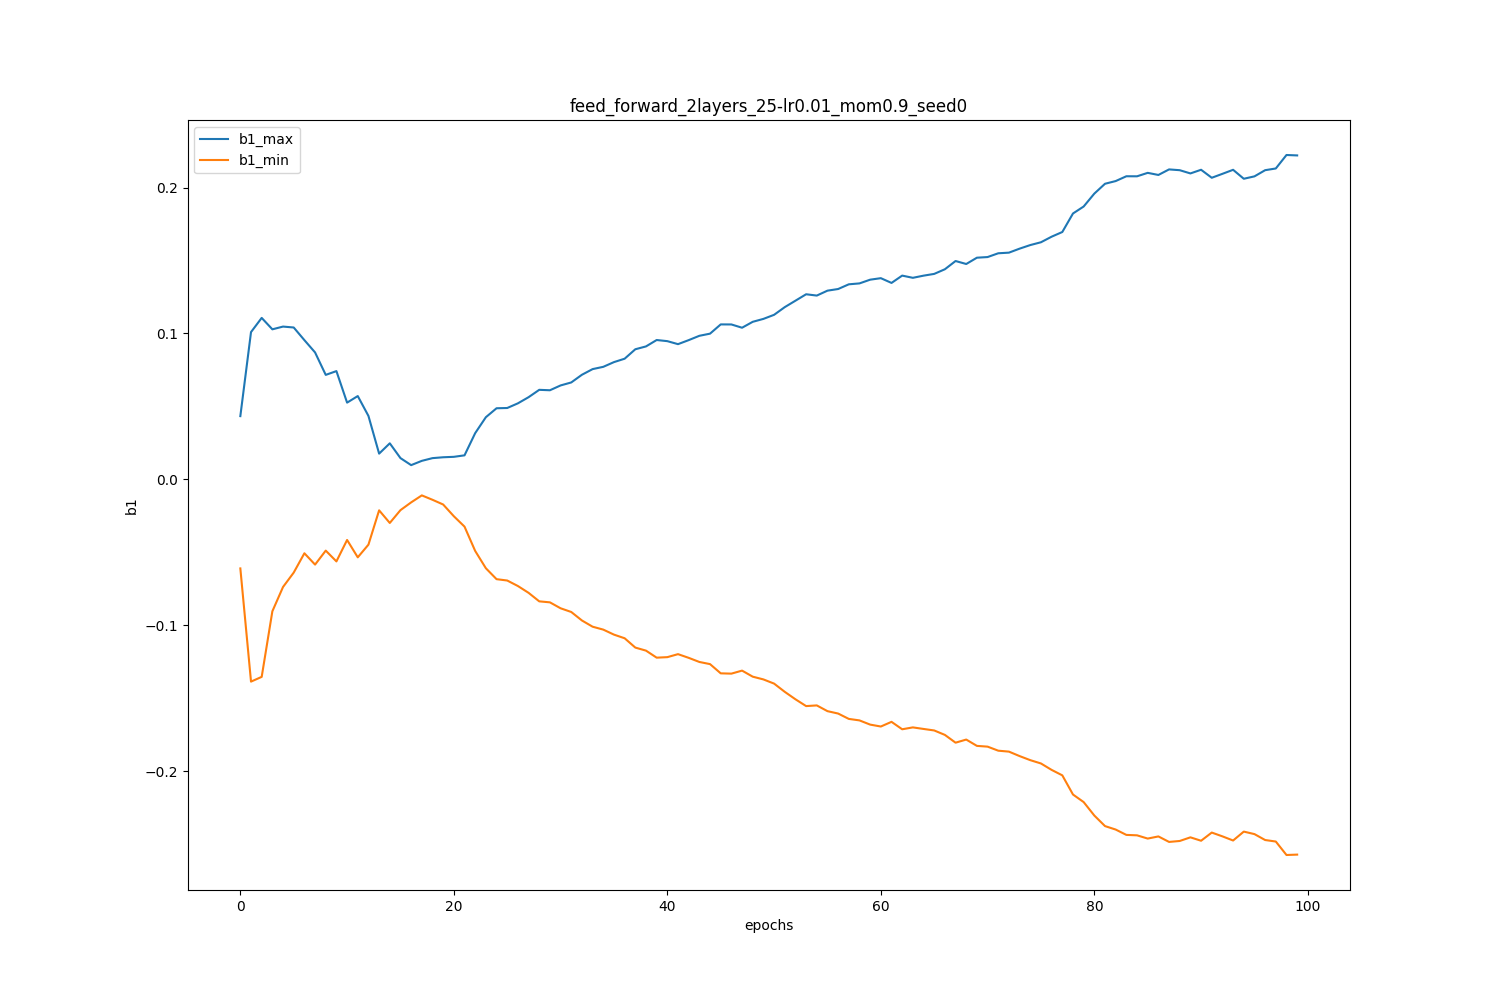 feed_forward_2layers_25-lr0.01_mom0.9_seed0
b1_max
b1_min
0.2
0.1
0.0
−0.1
−0.2
b1
0 20 40 60 80 100
epochs